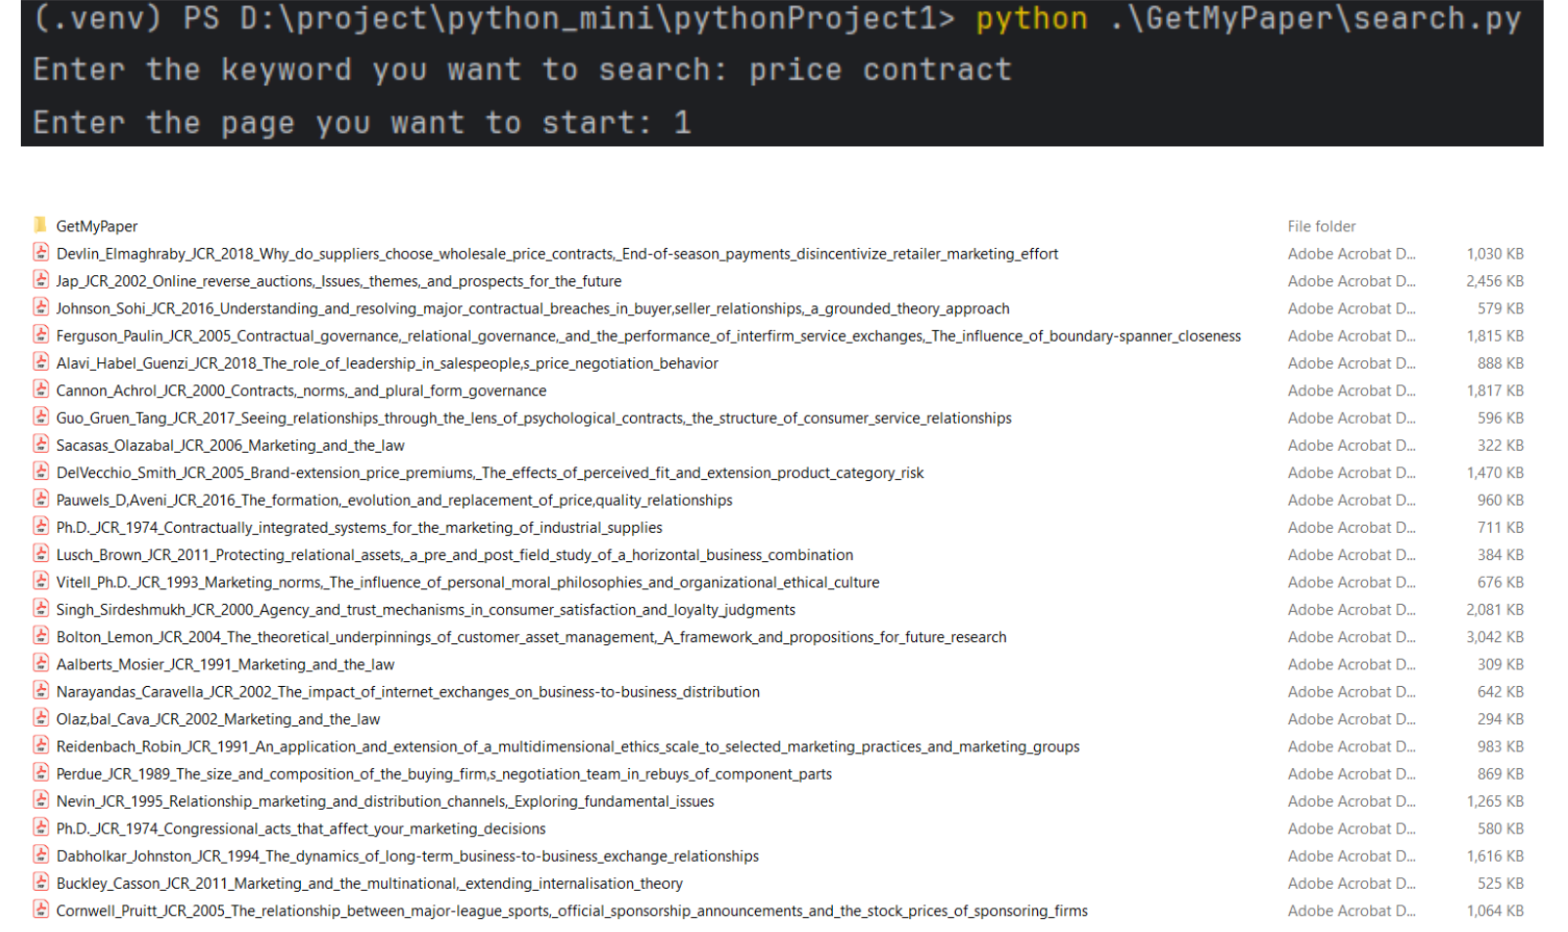 (.venv) PS D:\project\python_mini\pythonProject1> python .\GetMyPaper\search.py
Enter the keyword you want to search: price contract
Enter the page you want to start: 1
GetMyPaper File folder
Devlin_Elmaghraby_JCR_2018_Why_do_suppliers_choose_wholesale_price_contracts,_End-of-season_payments_disincentivize_retailer_marketing_effort Adobe Acrobat D... 1,030 KB
Jap_JCR_2002_Online_reverse_auctions,_Issues,_themes,_and_prospects_for_the_future Adobe Acrobat D... 2,456 KB
Johnson_Sohi_JCR_2016_Understanding_and_resolving_major_contractual_breaches_in_buyer,seller_relationships,_a_grounded_theory_approach Adobe Acrobat D... 579 KB
Ferguson_Paulin_JCR_2005_Contractual_governance,_relational_governance,_and_the_performance_of_interfirm_service_exchanges,_The_influence_of_boundary-spanner_closeness Adobe Acrobat D... 1,815 KB
Alavi_Habel_Guenzi_JCR_2018_The_role_of_leadership_in_salespeople,s_price_negotiation_behavior Adobe Acrobat D... 888 KB
Cannon_Achrol_JCR_2000_Contracts,_norms,_and_plural_form_governance Adobe Acrobat D... 1,817 KB
Guo_Gruen_Tang_JCR_2017_Seeing_relationships_through_the_lens_of_psychological_contracts,_the_structure_of_consumer_service_relationships Adobe Acrobat D... 596 KB
Sacasas_Olazabal_JCR_2006_Marketing_and_the_law Adobe Acrobat D... 322 KB
DelVecchio_Smith_JCR_2005_Brand-extension_price_premiums,_The_effects_of_perceived_fit_and_extension_product_category_risk Adobe Acrobat D... 1,470 KB
Pauwels_D,Aveni_JCR_2016_The_formation,_evolution_and_replacement_of_price,quality_relationships Adobe Acrobat D... 960 KB
Ph.D._JCR_1974_Contractually_integrated_systems_for_the_marketing_of_industrial_supplies Adobe Acrobat D... 711 KB
Lusch_Brown_JCR_2011_Protecting_relational_assets,_a_pre_and_post_field_study_of_a_horizontal_business_combination Adobe Acrobat D... 384 KB
Vitell_Ph.D._JCR_1993_Marketing_norms,_The_influence_of_personal_moral_philosophies_and_organizational_ethical_culture Adobe Acrobat D... 676 KB
Singh_Sirdeshmukh_JCR_2000_Agency_and_trust_mechanisms_in_consumer_satisfaction_and_loyalty_judgments Adobe Acrobat D... 2,081 KB
Bolton_Lemon_JCR_2004_The_theoretical_underpinnings_of_customer_asset_management,_A_framework_and_propositions_for_future_research Adobe Acrobat D... 3,042 KB
Aalberts_Mosier_JCR_1991_Marketing_and_the_law Adobe Acrobat D... 309 KB
Narayandas_Caravella_JCR_2002_The_impact_of_internet_exchanges_on_business-to-business_distribution Adobe Acrobat D... 642 KB
Olaz,bal_Cava_JCR_2002_Marketing_and_the_law Adobe Acrobat D... 294 KB
Reidenbach_Robin_JCR_1991_An_application_and_extension_of_a_multidimensional_ethics_scale_to_selected_marketing_practices_and_marketing_groups Adobe Acrobat D... 983 KB
Perdue_JCR_1989_The_size_and_composition_of_the_buying_firm,s_negotiation_team_in_rebuys_of_component_parts Adobe Acrobat D... 869 KB
Nevin_JCR_1995_Relationship_marketing_and_distribution_channels,_Exploring_fundamental_issues Adobe Acrobat D... 1,265 KB
Ph.D._JCR_1974_Congressional_acts_that_affect_your_marketing_decisions Adobe Acrobat D... 580 KB
Dabholkar_Johnston_JCR_1994_The_dynamics_of_long-term_business-to-business_exchange_relationships Adobe Acrobat D... 1,616 KB
Buckley_Casson_JCR_2011_Marketing_and_the_multinational,_extending_internalisation_theory Adobe Acrobat D... 525 KB
Cornwell_Pruitt_JCR_2005_The_relationship_between_major-league_sports,_official_sponsorship_announcements_and_the_stock_prices_of_sponsoring_firms Adobe Acrobat D... 1,064 KB